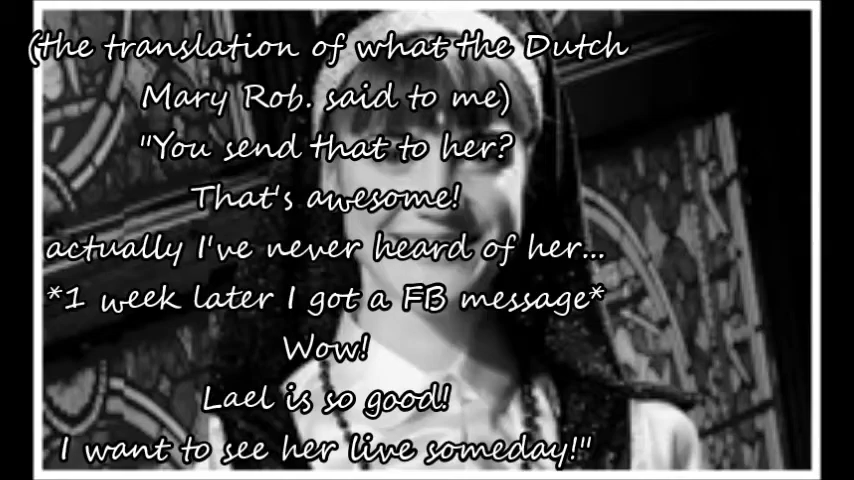 (the translation of what the Dutch
Mary Rob. said to me)
"You send that to her?
That's awesome!
actually I've never heard of her...
*1 week later I got a FB message*
Wow!
Lael is so good!
I want to see her live someday!"